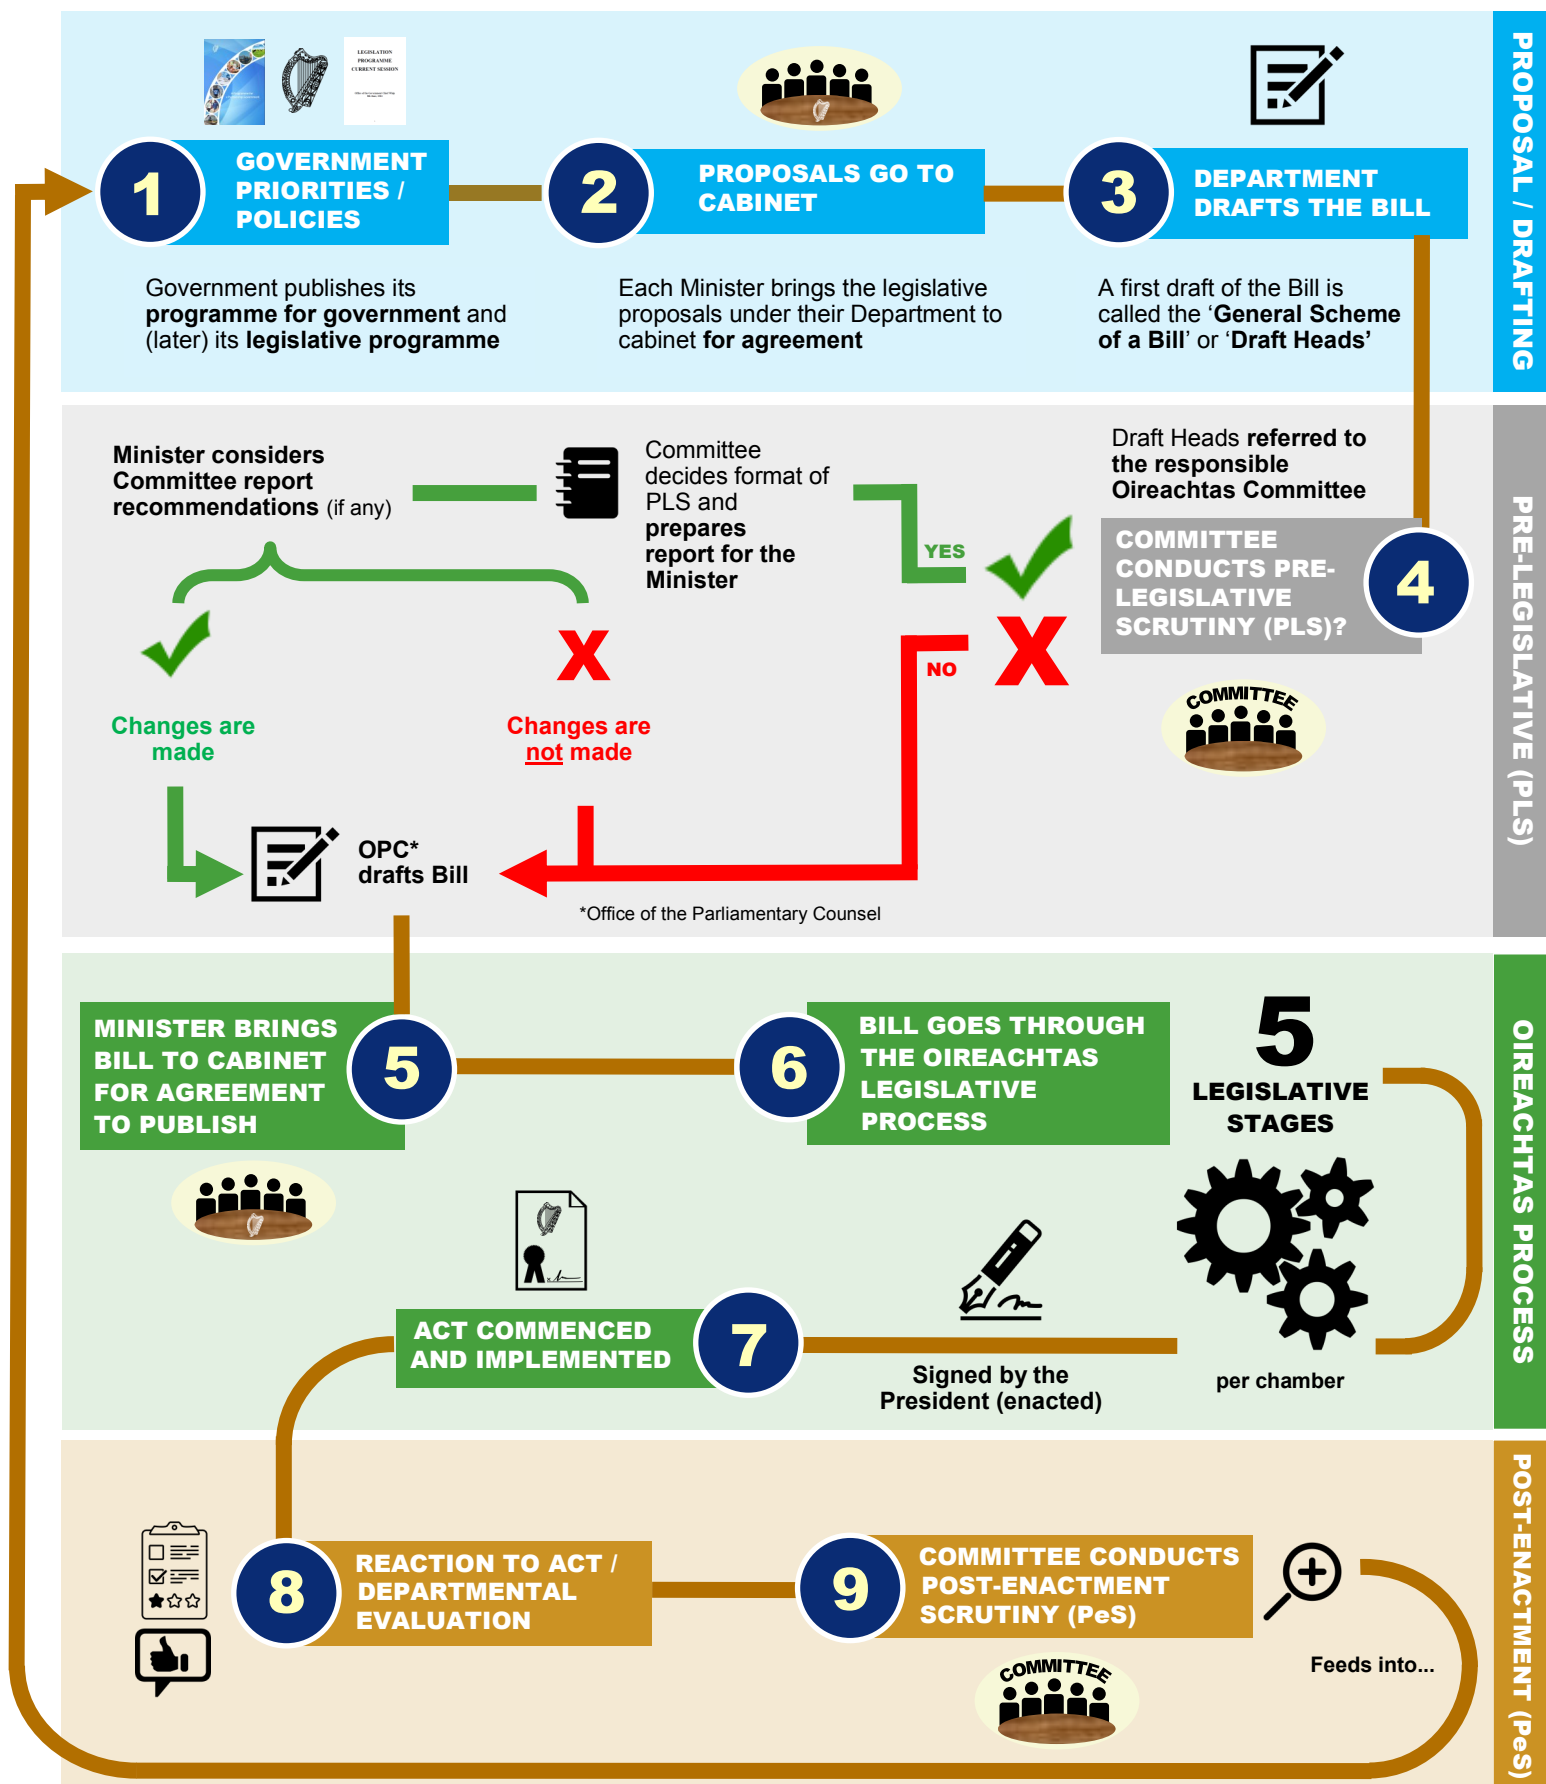 LEGISLATION
PROGRAMME
CURRENT SESSION
1
GOVERNMENT
PRIORITIES /
POLICIES
Government publishes its
programme for government and
(later) its legislative programme
2
PROPOSALS GO TO
CABINET
Each Minister brings the legislative
proposals under their Department to
cabinet for agreement
3
DEPARTMENT
DRAFTS THE BILL
A first draft of the Bill is
called the ‘General Scheme
of a Bill’ or ‘Draft Heads’
PROPOSAL / DRAFTING
Draft Heads referred to
the responsible
Oireachtas Committee
COMMITTEE
CONDUCTS PRE-
LEGISLATIVE
SCRUTINY (PLS)?
4
COMMITTEE
YES
NO
X
Committee
decides format of
PLS and
prepares
report for the
Minister
Minister considers
Committee report
recommendations (if any)
X
Changes are
made
Changes are
not made
OPC*
drafts Bill
*Office of the Parliamentary Counsel
PRE-LEGISLATIVE (PLS)
MINISTER BRINGS
BILL TO CABINET
FOR AGREEMENT
TO PUBLISH
5
6
BILL GOES THROUGH
THE OIREACHTAS
LEGISLATIVE
PROCESS
5
LEGISLATIVE
STAGES
per chamber
Signed by the
President (enacted)
7
ACT COMMENCED
AND IMPLEMENTED
OIREACHTAS PROCESS
8
REACTION TO ACT /
DEPARTMENTAL
EVALUATION
9
COMMITTEE CONDUCTS
POST-ENACTMENT
SCRUTINY (PeS)
COMMITTEE
Feeds into...
POST-ENACTMENT (PeS)